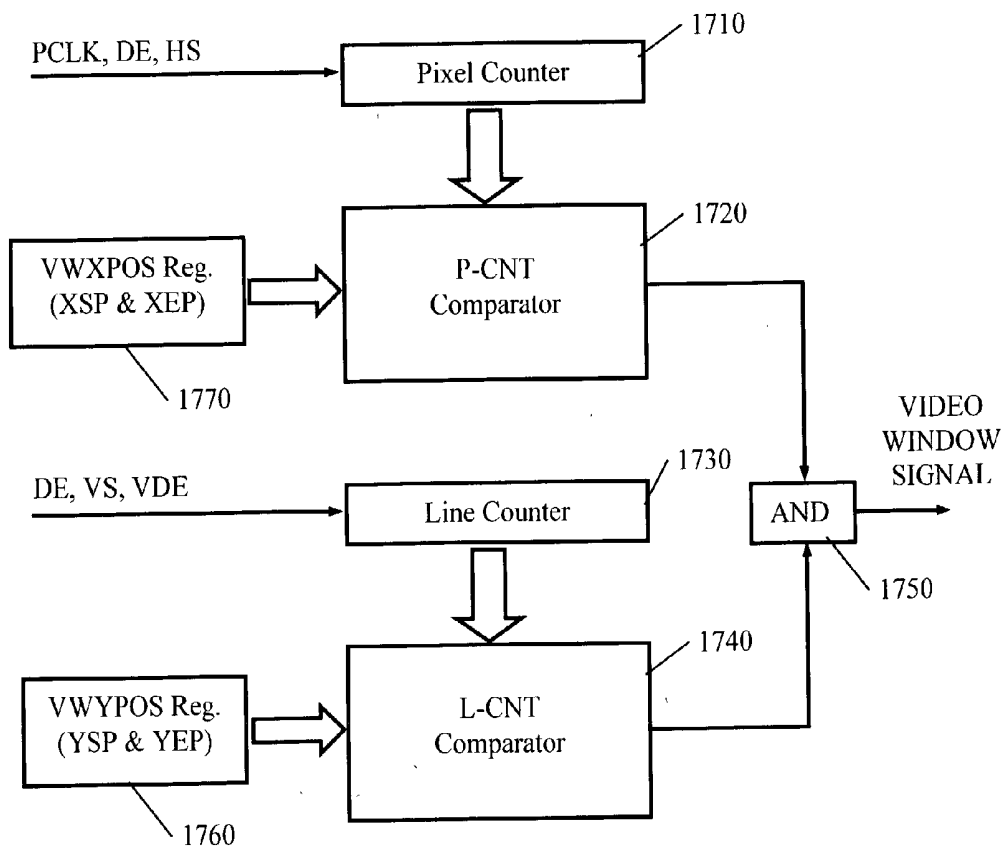 1710
PCLK, DE, HS
Pixel Counter
1720
VWXPOS Reg.
(XSP & XEP)
P-CNT
Comparator
1770
VIDEO
WINDOW
SIGNAL
1730
DE, VS, VDE
Line Counter
AND
1750
1740
VWYPOS Reg.
(YSP & YEP)
L-CNT
Comparator
1760